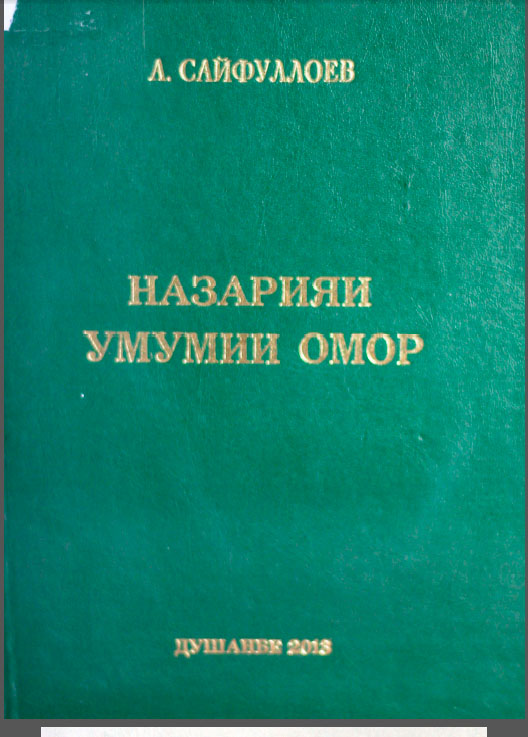 А. САЙФУЛЛОЕВ
НАЗАРИЯИ
УМУМИИ ОМОР
ДУШАНБЕ 2013